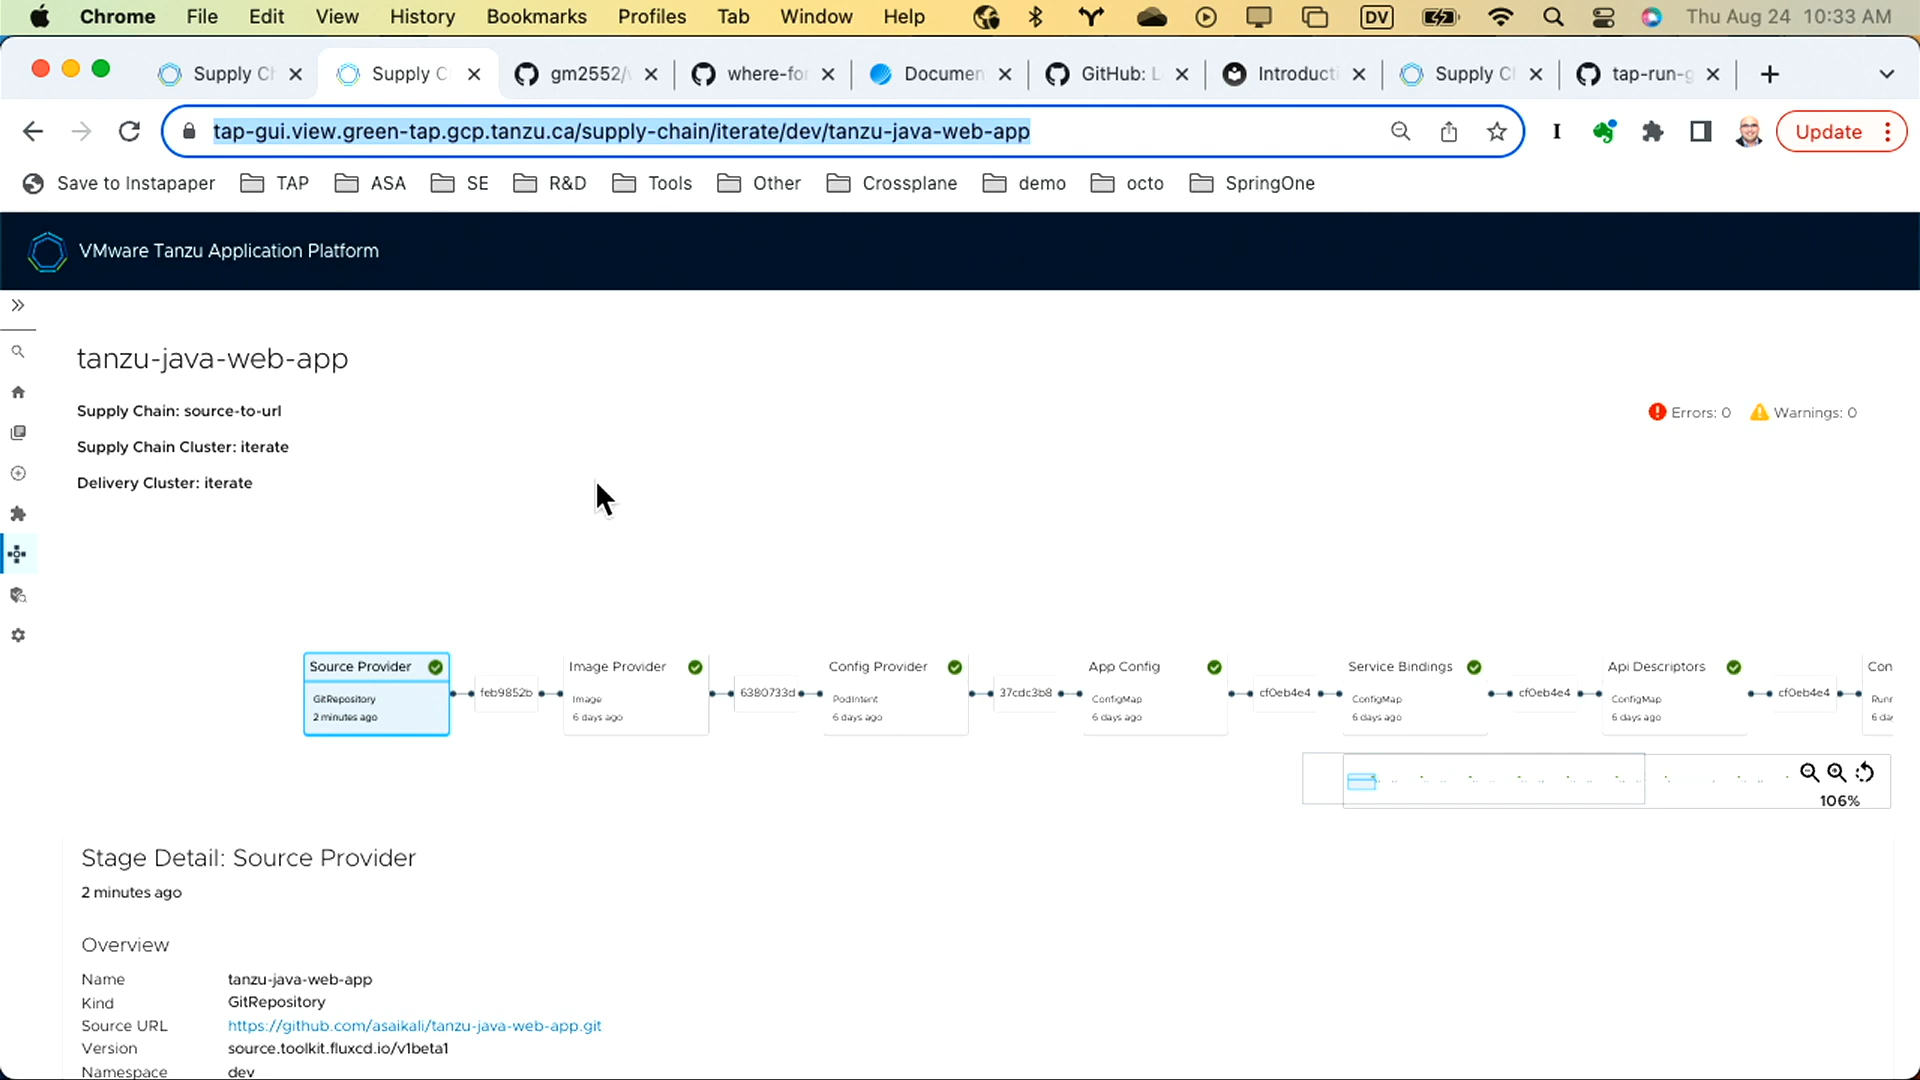 Chrome File Edit View History Bookmarks Profiles Tab Window Help DV Thu Aug 24 10:33 AM
Supply Ch Supply C gm2552/ where-fo Documen GitHub: L Introducti Supply C tap-run-g
tap-gui.view.green-tap.gcp.tanzu.ca/supply-chain/iterate/dev/tanzu-java-web-app I Update
Save to Instapaper TAP ASA SE R&D Tools Other Crossplane demo octo SpringOne
VMware Tanzu Application Platform
tanzu-java-web-app
Supply Chain: source-to-url
Errors: 0 Warnings: 0
Supply Chain Cluster: iterate
Delivery Cluster: iterate
Source Provider Image Provider Config Provider App Config Service Bindings Api Descriptors Con
feb9852b 6380733d 37cdc3b8 cf0eb4e4 cf0eb4e4 cf0eb4e4
GitRepository Image PodIntent ConfigMap ConfigMap ConfigMap Runn
2 minutes ago 6 days ago 6 days ago 6 days ago 6 days ago 6 days ago 6 da
106%
Stage Detail: Source Provider
2 minutes ago
Overview
Name tanzu-java-web-app
Kind GitRepository
Source URL https://github.com/asaikali/tanzu-java-web-app.git
Version source.toolkit.fluxcd.io/v1beta1
Namespace dev